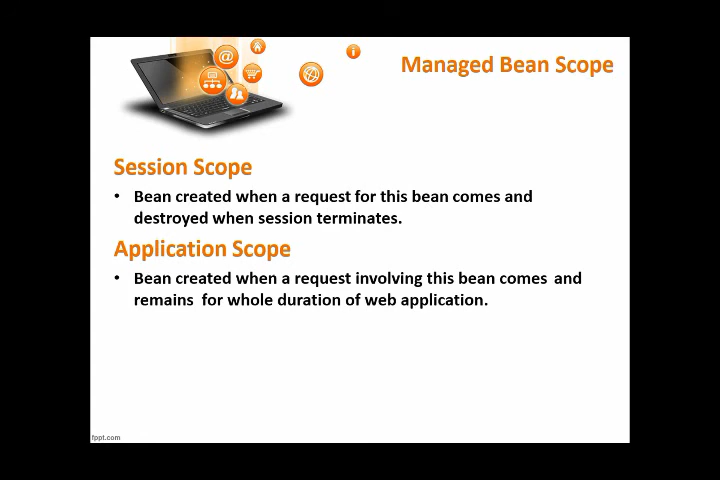 Managed Bean Scope
Session Scope
• Bean created when a request for this bean comes and
destroyed when session terminates.
Application Scope
• Bean created when a request involving this bean comes and
remains for whole duration of web application.
fppt.com